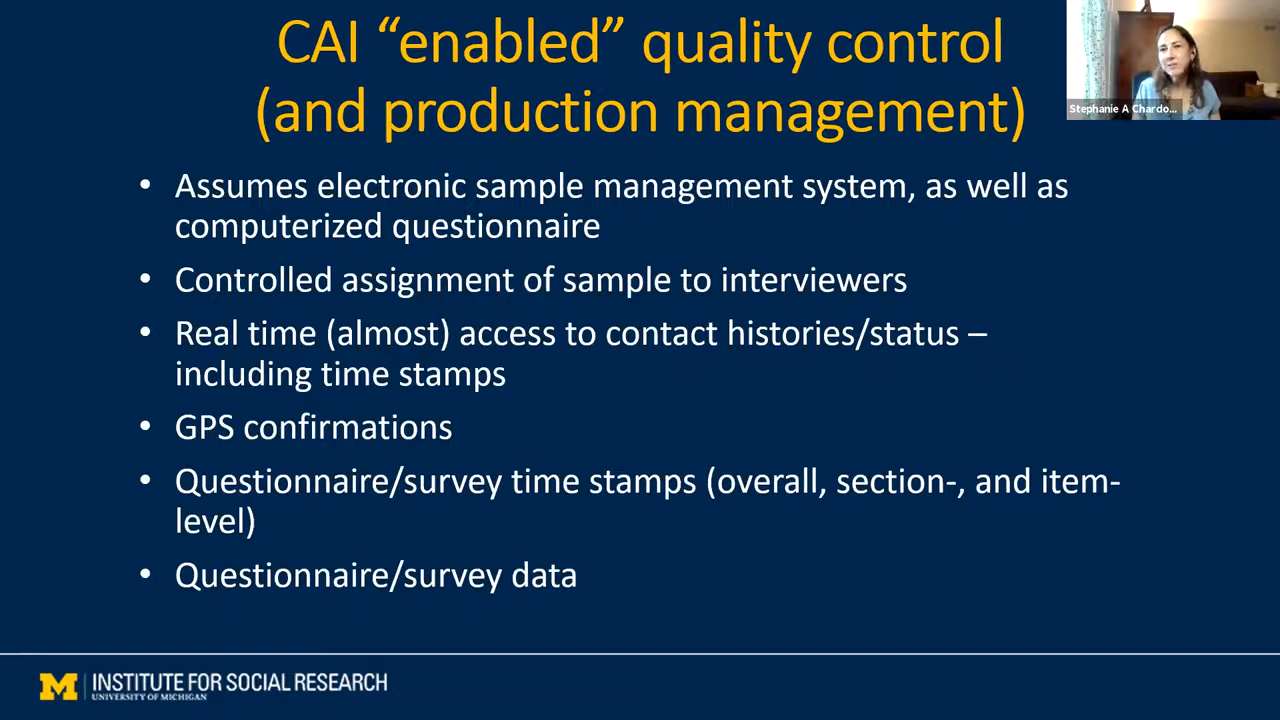 CAI “enabled” quality control
(and production management)
Stephanie A Chardo...
• Assumes electronic sample management system, as well as
computerized questionnaire
• Controlled assignment of sample to interviewers
• Real time (almost) access to contact histories/status –
including time stamps
• GPS confirmations
• Questionnaire/survey time stamps (overall, section-, and item-
level)
• Questionnaire/survey data
M INSTITUTE FOR SOCIAL RESEARCH
UNIVERSITY OF MICHIGAN